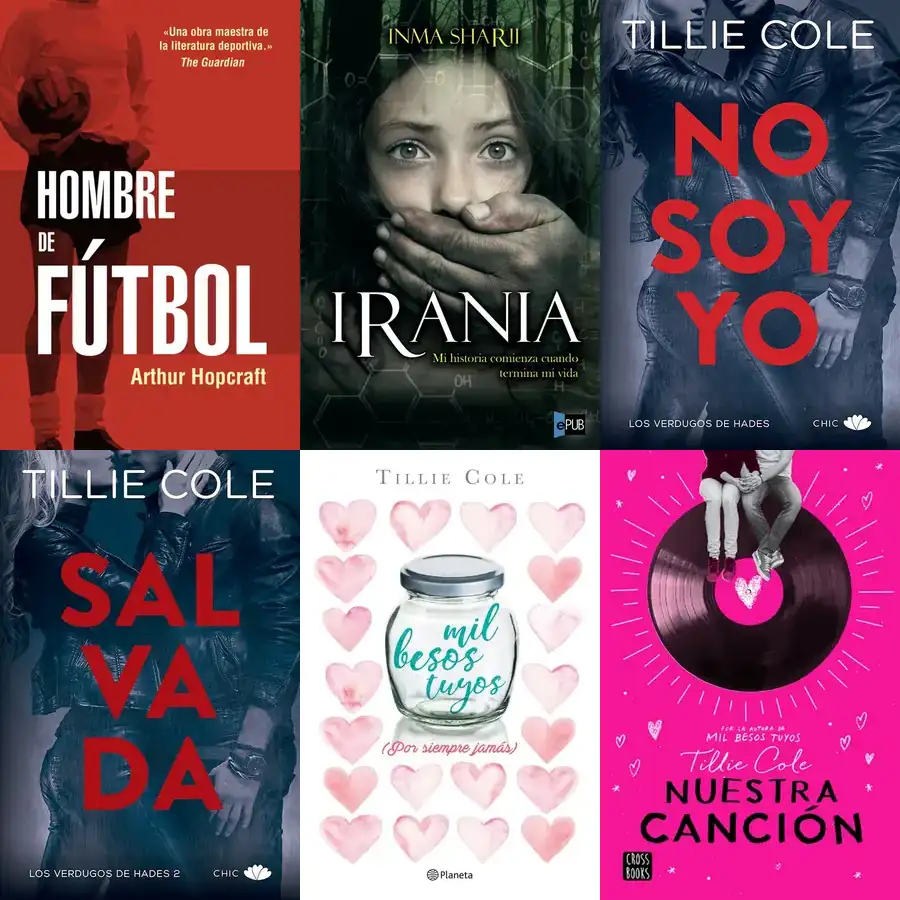 «Una obra maestra de
la literatura deportiva.»
The Guardian
HOMBRE
DE
FÚTBOL
Arthur Hopcraft
INMA SHARII
IRANIA
Mi historia comienza cuando
termina mi vida
ePUB
TILLIE COLE
NO
SOY
YO
LOS VERDUGOS DE HADES
CHIC
TILLIE COLE
SAL
VA
DA
LOS VERDUGOS DE HADES 2
CHIC
TILLIE COLE
mil
besos
tuyos
(Por siempre jamás)
Planeta
POR LA AUTORA DE
MIL BESOS TUYOS
Tillie Cole
NUESTRA
CANCIÓN
CROSS
BOOKS